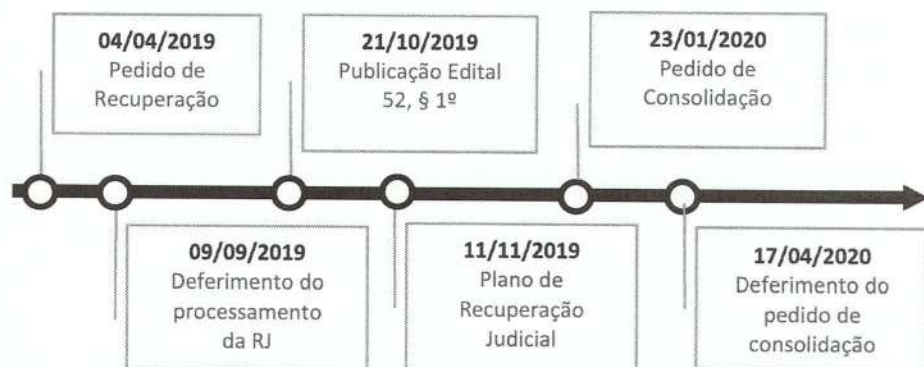 04/04/2019
Pedido de
Recuperação
21/10/2019
Publicação Edital
52, § 1º
23/01/2020
Pedido de
Consolidação
09/09/2019
Deferimento do
processamento
da RJ
11/11/2019
Plano de
Recuperação
Judicial
17/04/2020
Deferimento do
pedido de
consolidação